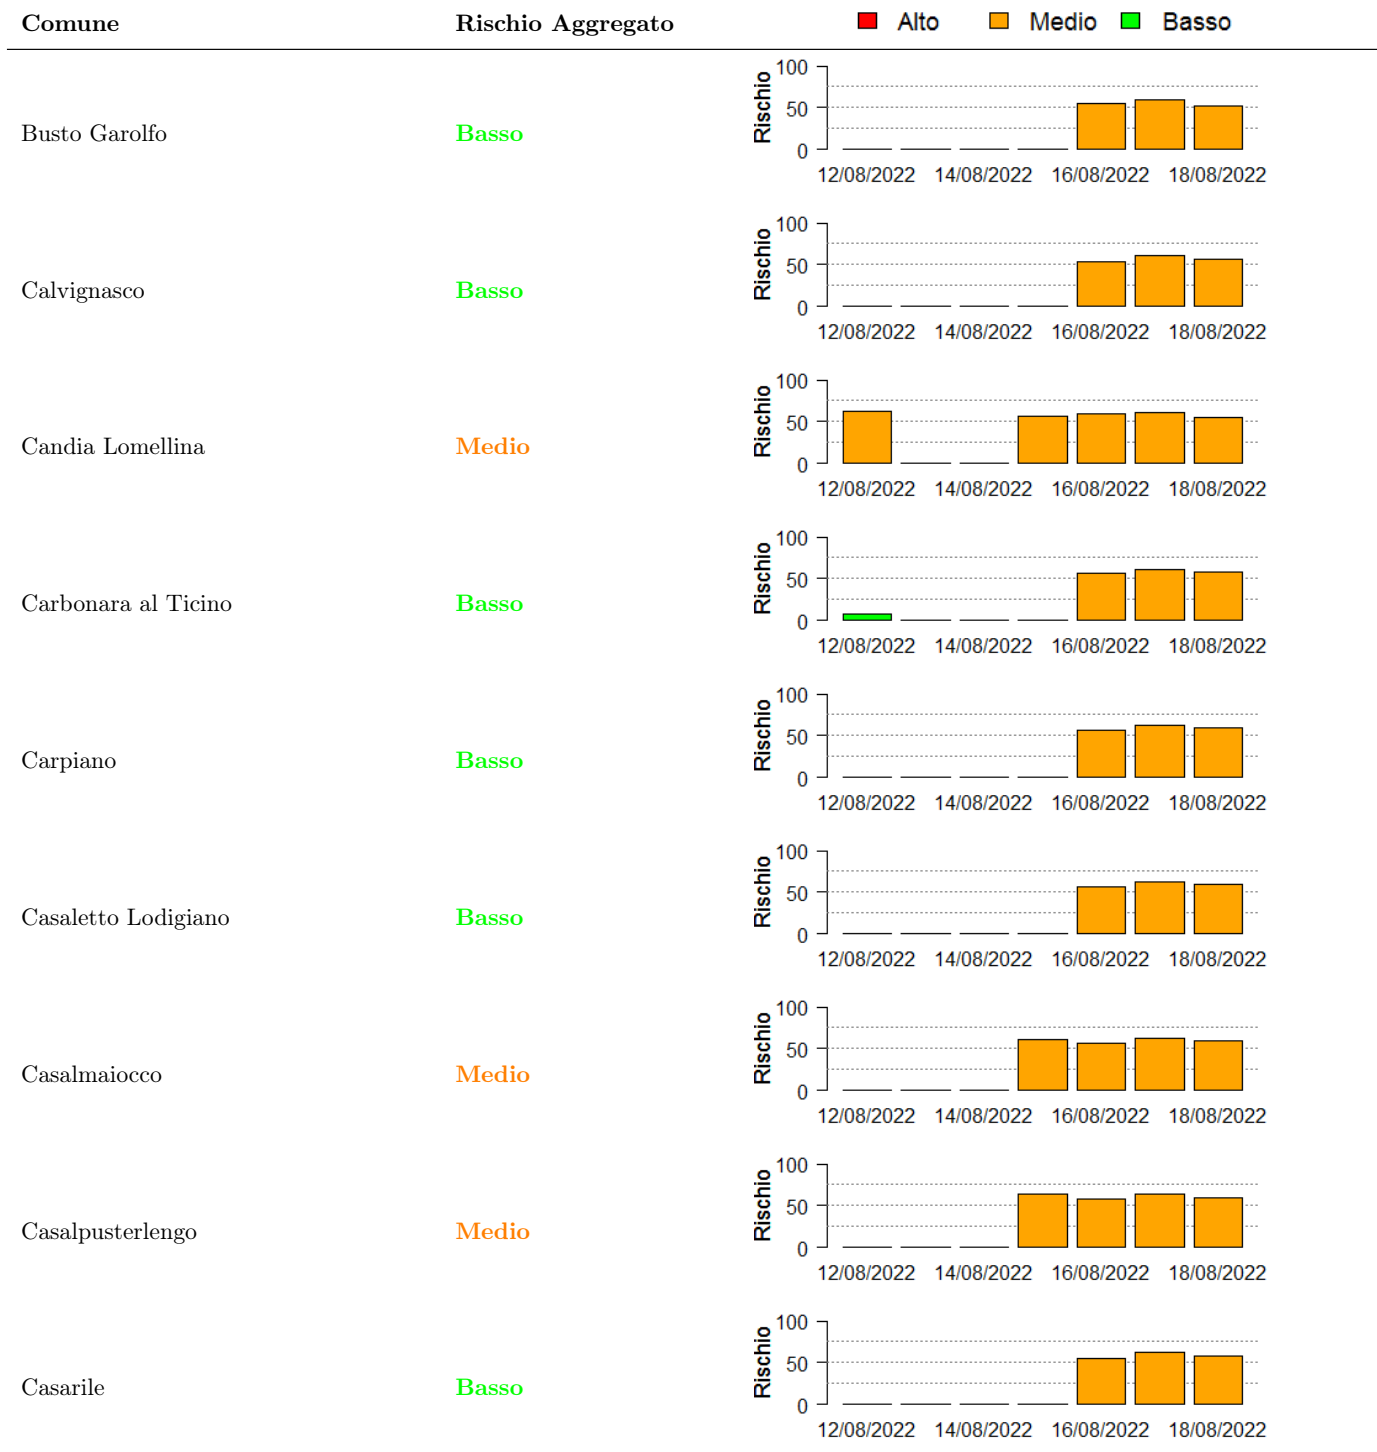 Comune Rischio Aggregato Alto Medio Basso
100
Rischio
50
0
Busto Garolfo Basso
12/08/2022 14/08/2022 16/08/2022 18/08/2022
100
Rischio
50
0
Calvignasco Basso
12/08/2022 14/08/2022 16/08/2022 18/08/2022
100
Rischio
50
0
Candia Lomellina Medio
12/08/2022 14/08/2022 16/08/2022 18/08/2022
100
Rischio
50
0
Carbonara al Ticino Basso
12/08/2022 14/08/2022 16/08/2022 18/08/2022
100
Rischio
50
0
Carpiano Basso
12/08/2022 14/08/2022 16/08/2022 18/08/2022
100
Rischio
50
0
Casaletto Lodigiano Basso
12/08/2022 14/08/2022 16/08/2022 18/08/2022
100
Rischio
50
0
Casalmaiocco Medio
12/08/2022 14/08/2022 16/08/2022 18/08/2022
100
Rischio
50
0
Casalpusterlengo Medio
12/08/2022 14/08/2022 16/08/2022 18/08/2022
100
Rischio
50
0
Casarile Basso
12/08/2022 14/08/2022 16/08/2022 18/08/2022